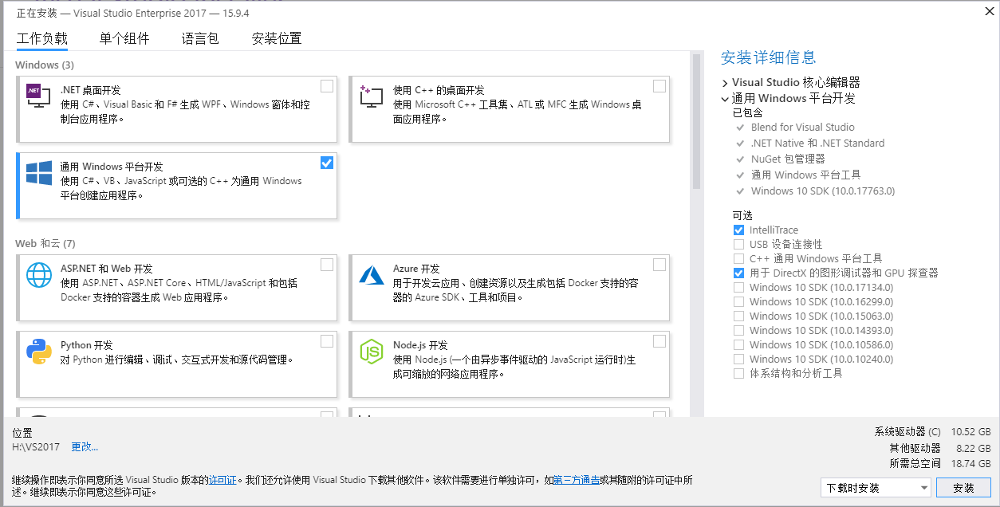 正在安装 — Visual Studio Enterprise 2017 — 15.9.4
工作负载 单个组件 语言包 安装位置
Windows (3)
.NET
.NET 桌面开发
使用 C#、Visual Basic 和 F# 生成 WPF、Windows 窗体和控
制台应用程序。
使用 C++ 的桌面开发
使用 Microsoft C++ 工具集、ATL 或 MFC 生成 Windows 桌
面应用程序。
通用 Windows 平台开发
使用 C#、VB、JavaScript 或可选的 C++ 为通用 Windows
平台创建应用程序。
Web 和云 (7)
ASP.NET 和 Web 开发
使用 ASP.NET、ASP.NET Core、HTML/JavaScript 和包括
Docker 支持的容器生成 Web 应用程序。
Azure 开发
用于开发云应用、创建资源以及生成包括 Docker 支持的容
器的 Azure SDK、工具和项目。
Python 开发
对 Python 进行编辑、调试、交互式开发和源代码管理。
JS
Node.js 开发
使用 Node.js (一个由异步事件驱动的 JavaScript 运行时)生
成可缩放的网络应用程序。
安装详细信息
Visual Studio 核心编辑器
通用 Windows 平台开发
已包含
Blend for Visual Studio
.NET Native 和 .NET Standard
NuGet 包管理器
通用 Windows 平台工具
Windows 10 SDK (10.0.17763.0)
可选
IntelliTrace
USB 设备连接性
C++ 通用 Windows 平台工具
用于 DirectX 的图形调试器和 GPU 探查器
Windows 10 SDK (10.0.17134.0)
Windows 10 SDK (10.0.16299.0)
Windows 10 SDK (10.0.15063.0)
Windows 10 SDK (10.0.14393.0)
Windows 10 SDK (10.0.10586.0)
Windows 10 SDK (10.0.10240.0)
体系结构和分析工具
位置
H:\VS2017 更改...
继续操作即表示你同意所选 Visual Studio 版本的许可证。我们还允许使用 Visual Studio 下载其他软件。该软件需要进行单独许可，如第三方通告或其随附的许可证中所
述。继续即表示你同意这些许可证。
系统驱动器 (C) 10.52 GB
其他驱动器 8.22 GB
所需总空间 18.74 GB
下载时安装 安装